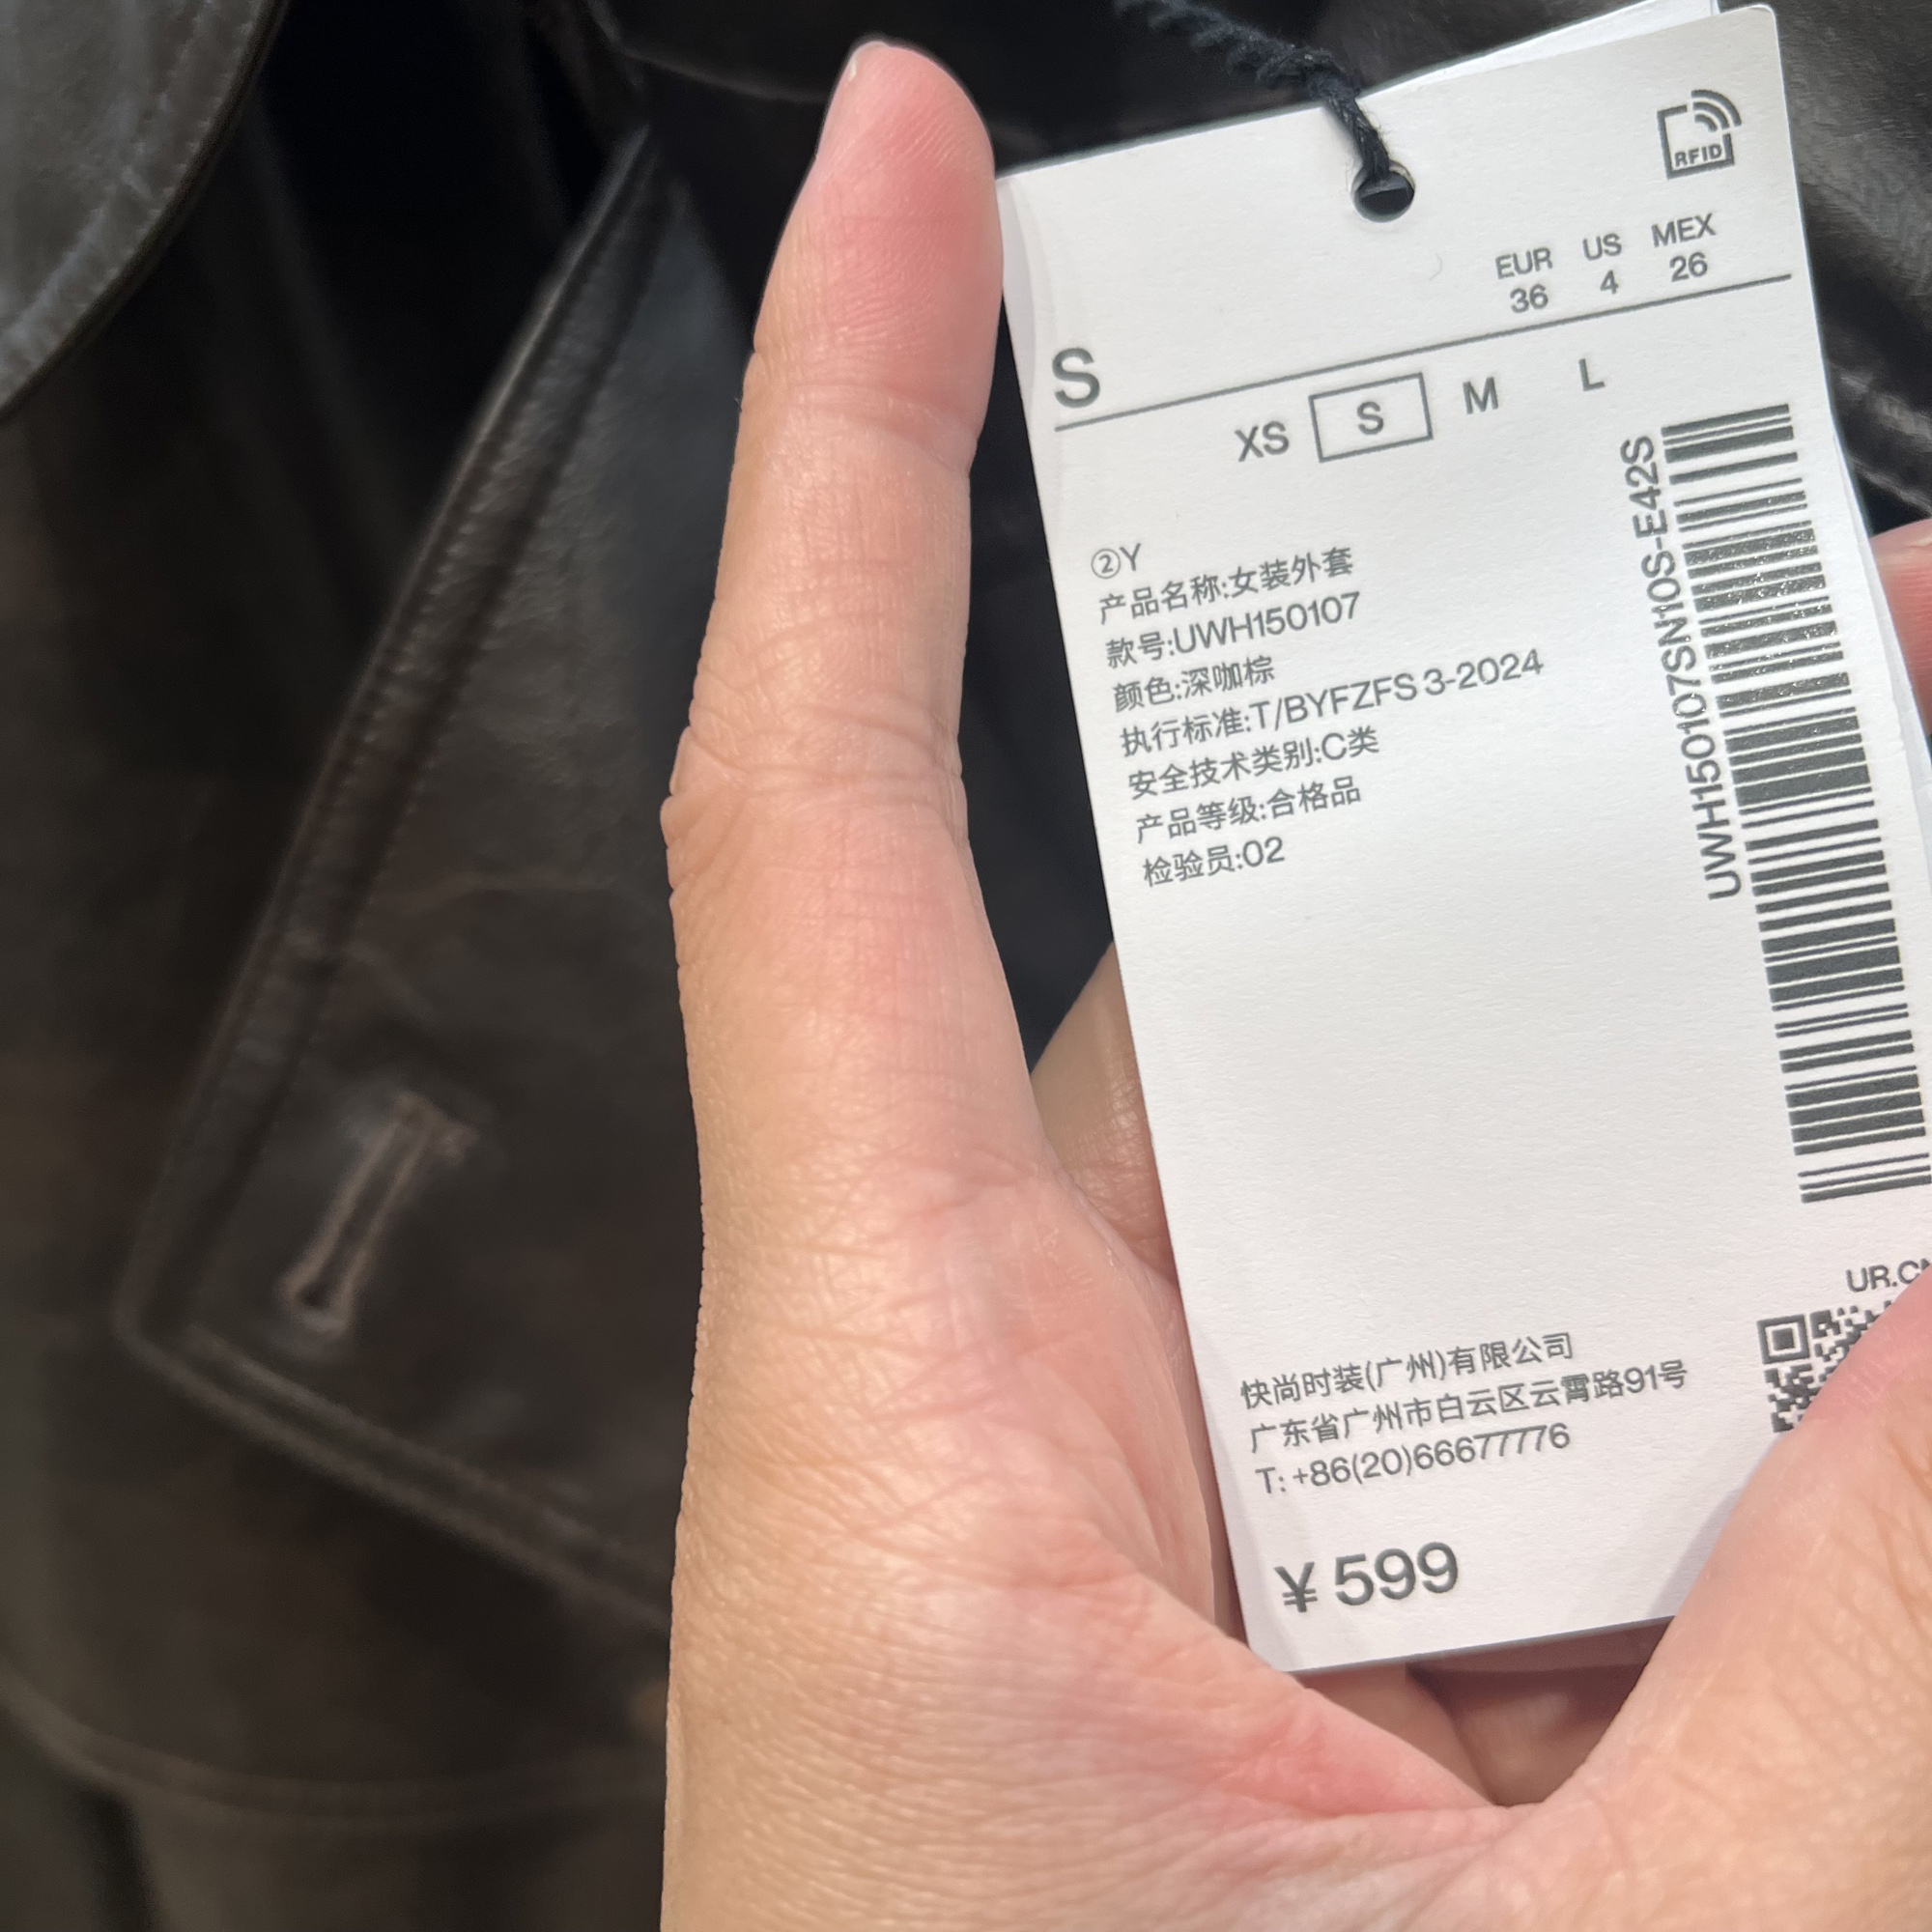 RFID
EUR US MEX
36 4 26
S
XS S M L
②Y
产品名称:女装外套
款号:UWH150107
颜色:深咖棕
执行标准:T/BYFZFS 3-2024
安全技术类别:C类
产品等级:合格品
检验员:02
UWH150107SN10S-E42S
UR.CN
快尚时装(广州)有限公司
广东省广州市白云区云霄路91号
T: +86(20)66677776
¥ 599